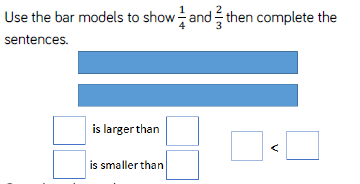 Use the bar models to show 1/4 and 2/3 then complete the
sentences.
is larger than
<
is smaller than